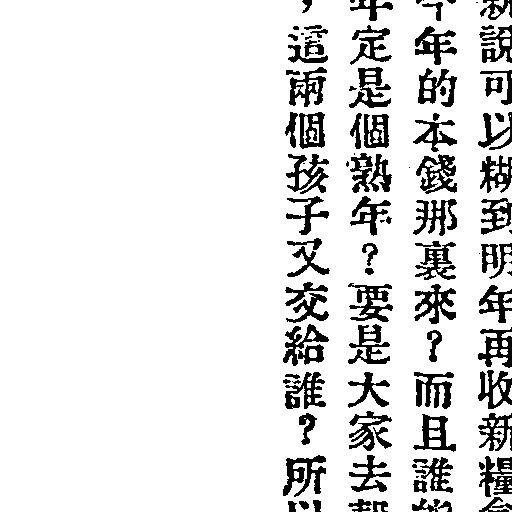 說可以糊到明年再收新糧
年的本錢那裏來？而且誰
定是個熟年？要是大家去
，這兩個孩子又交給誰？所